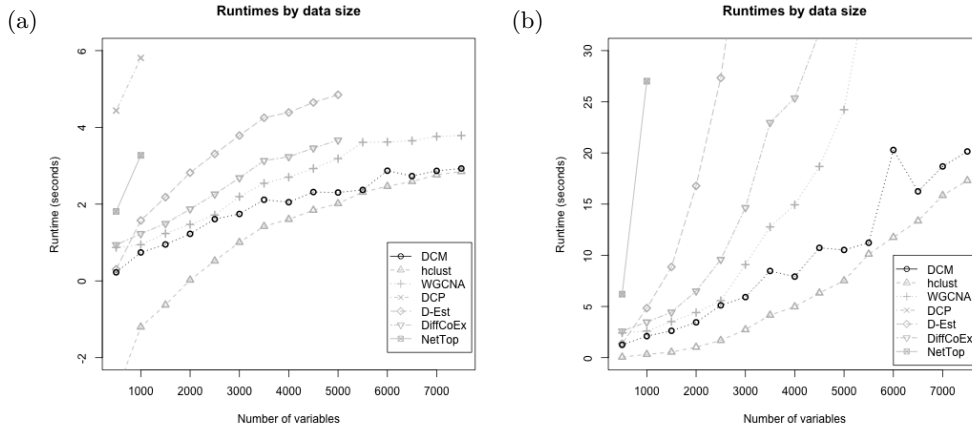 (a)
Runtimes by data size
Runtime (seconds)
6
4
2
0
-2
1000 2000 3000 4000 5000 6000 7000
Number of variables
DCM
hclust
WGCNA
DCP
D-Est
DiffCoEx
NetTop
(b)
Runtimes by data size
Runtime (seconds)
30
25
20
15
10
5
0
1000 2000 3000 4000 5000 6000 7000
Number of variables
DCM
hclust
WGCNA
DCP
D-Est
DiffCoEx
NetTop